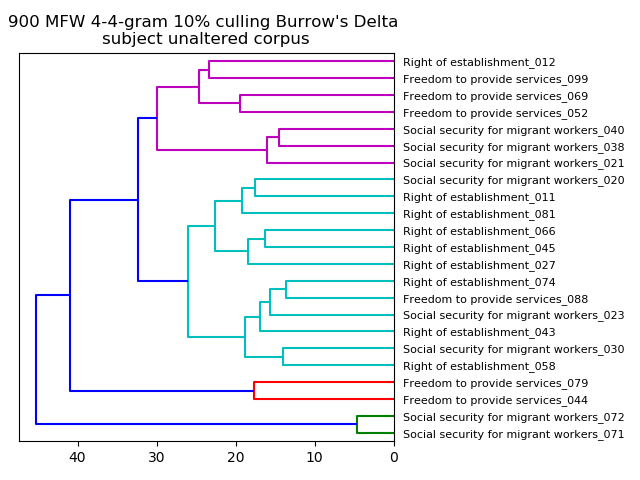 900 MFW 4-4-gram 10% culling Burrow's Delta
subject unaltered corpus
Right of establishment_012
Freedom to provide services_099
Freedom to provide services_069
Freedom to provide services_052
Social security for migrant workers_040
Social security for migrant workers_038
Social security for migrant workers_021
Social security for migrant workers_020
Right of establishment_011
Right of establishment_081
Right of establishment_066
Right of establishment_045
Right of establishment_027
Right of establishment_074
Freedom to provide services_088
Social security for migrant workers_023
Right of establishment_043
Social security for migrant workers_030
Right of establishment_058
Freedom to provide services_079
Freedom to provide services_044
Social security for migrant workers_072
Social security for migrant workers_071
40 30 20 10 0